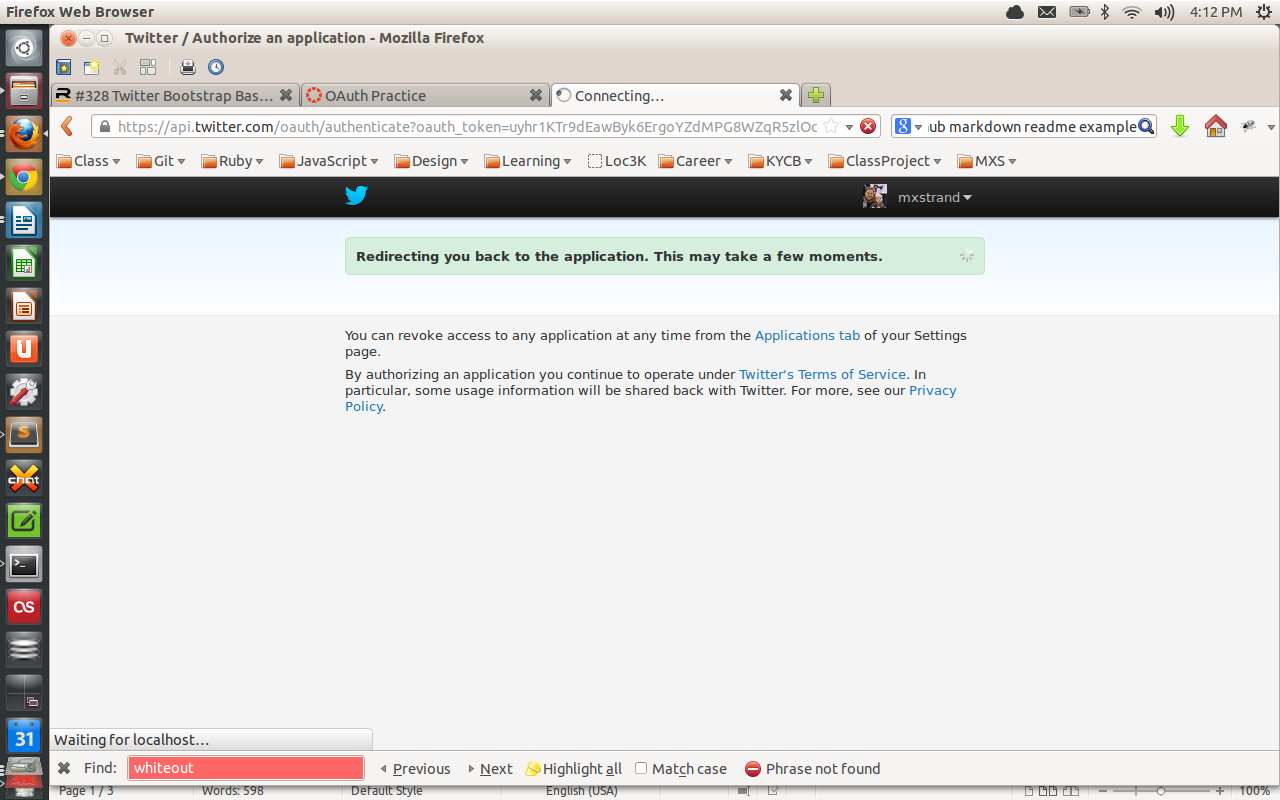 Firefox Web Browser
4:12 PM
Twitter / Authorize an application - Mozilla Firefox
#328 Twitter Bootstrap Bas...
OAuth Practice
Connecting...
https://api.twitter.com/oauth/authenticate?oauth_token=uyhr1KTr9dEawByk6ErgoYZdMPG8WZqR5zlOc
ub markdown readme example
Class
Git
Ruby
JavaScript
Design
Learning
Loc3K
Career
KYCB
ClassProject
MXS
mxstrand
Redirecting you back to the application. This may take a few moments.
You can revoke access to any application at any time from the Applications tab of your Settings
page.
By authorizing an application you continue to operate under Twitter's Terms of Service. In
particular, some usage information will be shared back with Twitter. For more, see our Privacy
Policy.
chat
31
Waiting for localhost...
Find: whiteout
Previous
Next
Highlight all
Match case
Phrase not found
Page 1 / 3
Words: 598
Default Style
English (USA)
100%